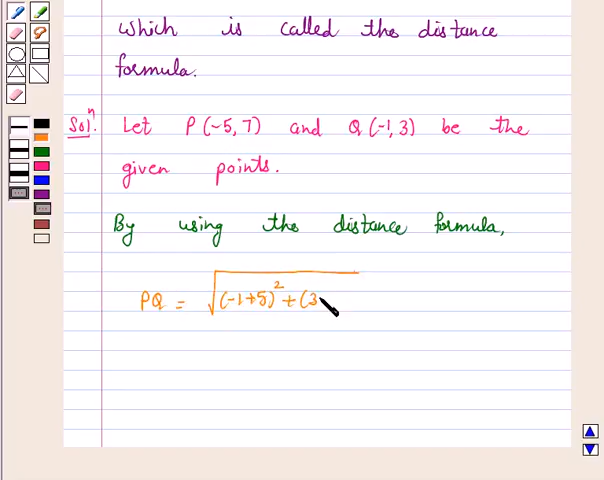 which is called the distance
formula.
Solⁿ. Let P(-5, 7) and Q(-1, 3) be the
given points.
By using the distance formula,
PQ = √(-1+5)² + (3